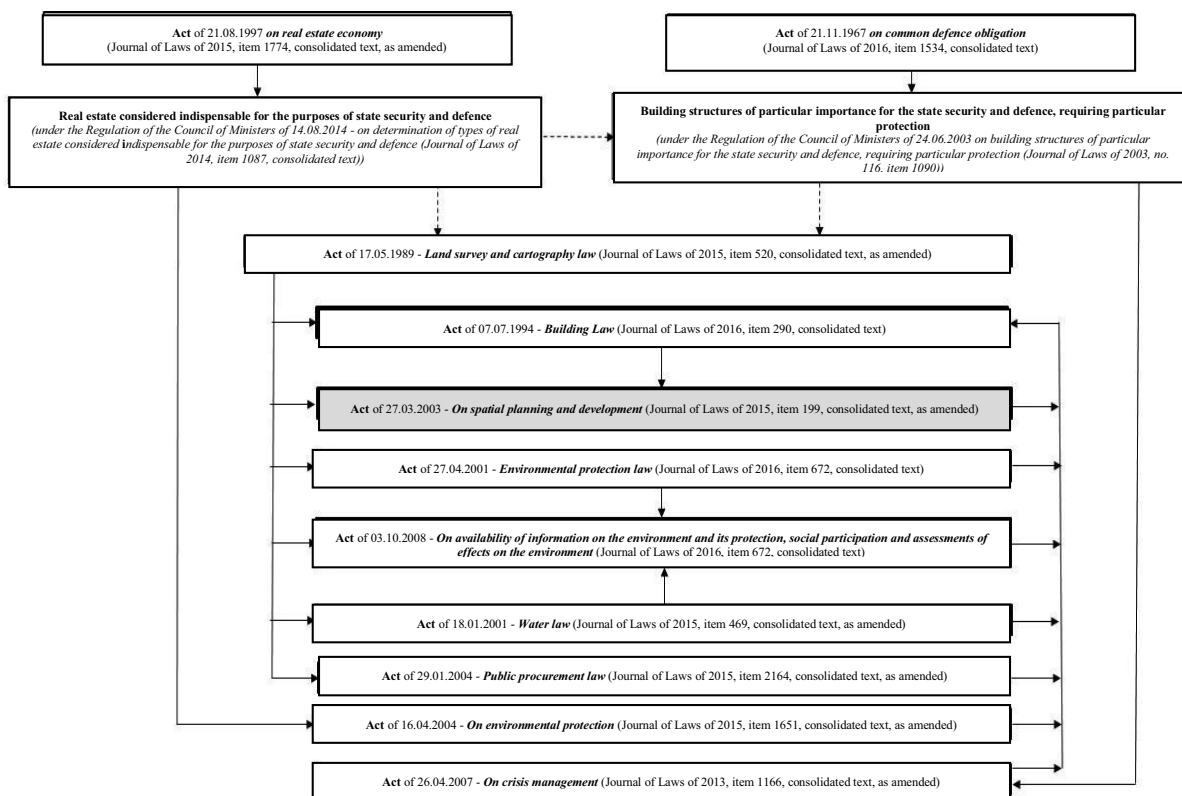 Act of 21.08.1997 on real estate economy
(Journal of Laws of 2015, item 1774, consolidated text, as amended)
Act of 21.11.1967 on common defence obligation
(Journal of Laws of 2016, item 1534, consolidated text)
Real estate considered indispensable for the purposes of state security and defence
(under the Regulation of the Council of Ministers of 14.08.2014 - on determination of types of real
estate considered indispensable for the purposes of state security and defence (Journal of Laws of
2014, item 1087, consolidated text))
Building structures of particular importance for the state security and defence, requiring particular
protection
(under the Regulation of the Council of Ministers of 24.06.2003 on building structures of particular
importance for the state security and defence, requiring particular protection (Journal of Laws of 2003, no.
116, item 1090))
Act of 17.05.1989 - Land survey and cartography law (Journal of Laws of 2015, item 520, consolidated text, as amended)
Act of 07.07.1994 - Building Law (Journal of Laws of 2016, item 290, consolidated text)
Act of 27.03.2003 - On spatial planning and development (Journal of Laws of 2015, item 199, consolidated text, as amended)
Act of 27.04.2001 - Environmental protection law (Journal of Laws of 2016, item 672, consolidated text)
Act of 03.10.2008 - On availability of information on the environment and its protection, social participation and assessments of
effects on the environment (Journal of Laws of 2016, item 672, consolidated text)
Act of 18.01.2001 - Water law (Journal of Laws of 2015, item 469, consolidated text, as amended)
Act of 29.01.2004 - Public procurement law (Journal of Laws of 2015, item 2164, consolidated text, as amended)
Act of 16.04.2004 - On environmental protection (Journal of Laws of 2015, item 1651, consolidated text, as amended)
Act of 26.04.2007 - On crisis management (Journal of Laws of 2013, item 1166, consolidated text, as amended)